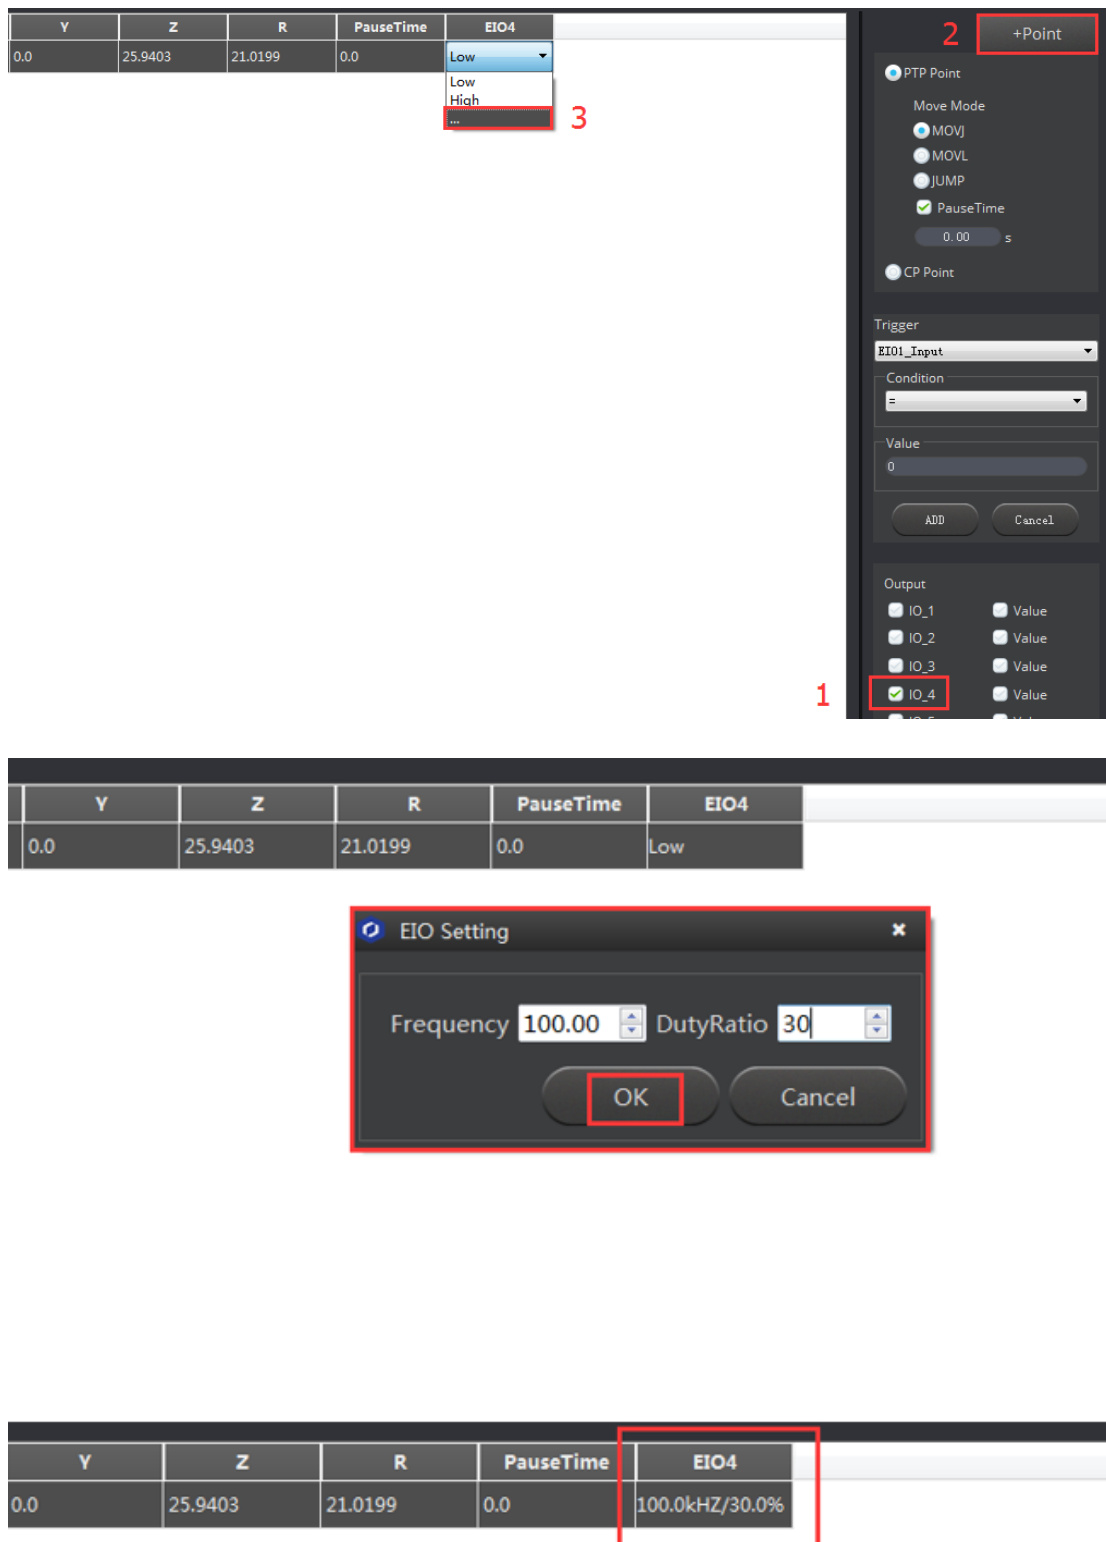 Y Z R PauseTime EIO4
0.0 25.9403 21.0199 0.0 Low
Low
High
...
3
2 +Point
PTP Point
Move Mode
MOVJ
MOVL
JUMP
PauseTime
0.00 s
CP Point
Trigger
EIO1_Input
Condition
=
Value
0
ADD Cancel
Output
IO_1 Value
IO_2 Value
IO_3 Value
1 IO_4 Value
Y Z R PauseTime EIO4
0.0 25.9403 21.0199 0.0 Low
EIO Setting
Frequency 100.00 DutyRatio 30
OK Cancel
Y Z R PauseTime EIO4
0.0 25.9403 21.0199 0.0 100.0kHZ/30.0%